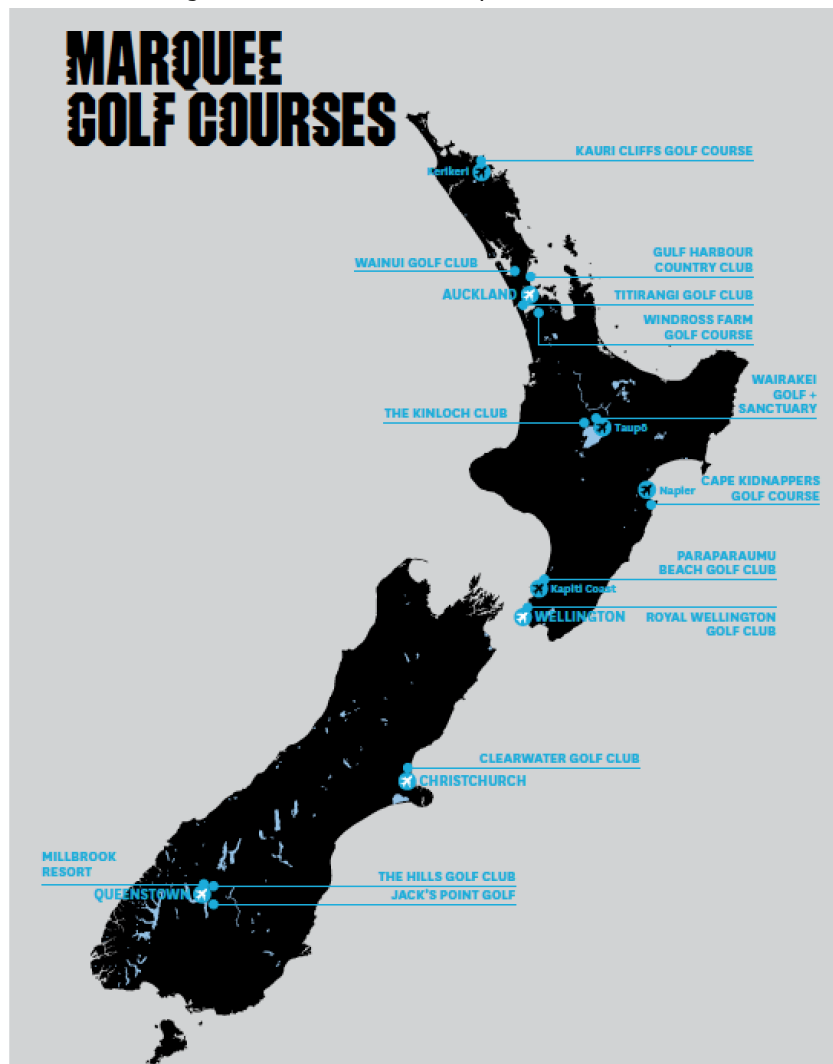 MARQUEE
GOLF COURSES
KAURI CLIFFS GOLF COURSE
Kerikeri
GULF HARBOUR
COUNTRY CLUB
WAINUI GOLF CLUB
AUCKLAND
TITIRANGI GOLF CLUB
WINDROSS FARM
GOLF COURSE
WAIRAKEI
GOLF +
SANCTUARY
THE KINLOCH CLUB
Taupō
CAPE KIDNAPPERS
GOLF COURSE
Napier
PARAPARAUMU
BEACH GOLF CLUB
Kapiti Coast
WELLINGTON
ROYAL WELLINGTON
GOLF CLUB
CLEARWATER GOLF CLUB
CHRISTCHURCH
MILLBROOK
RESORT
THE HILLS GOLF CLUB
QUEENSTOWN
JACK'S POINT GOLF